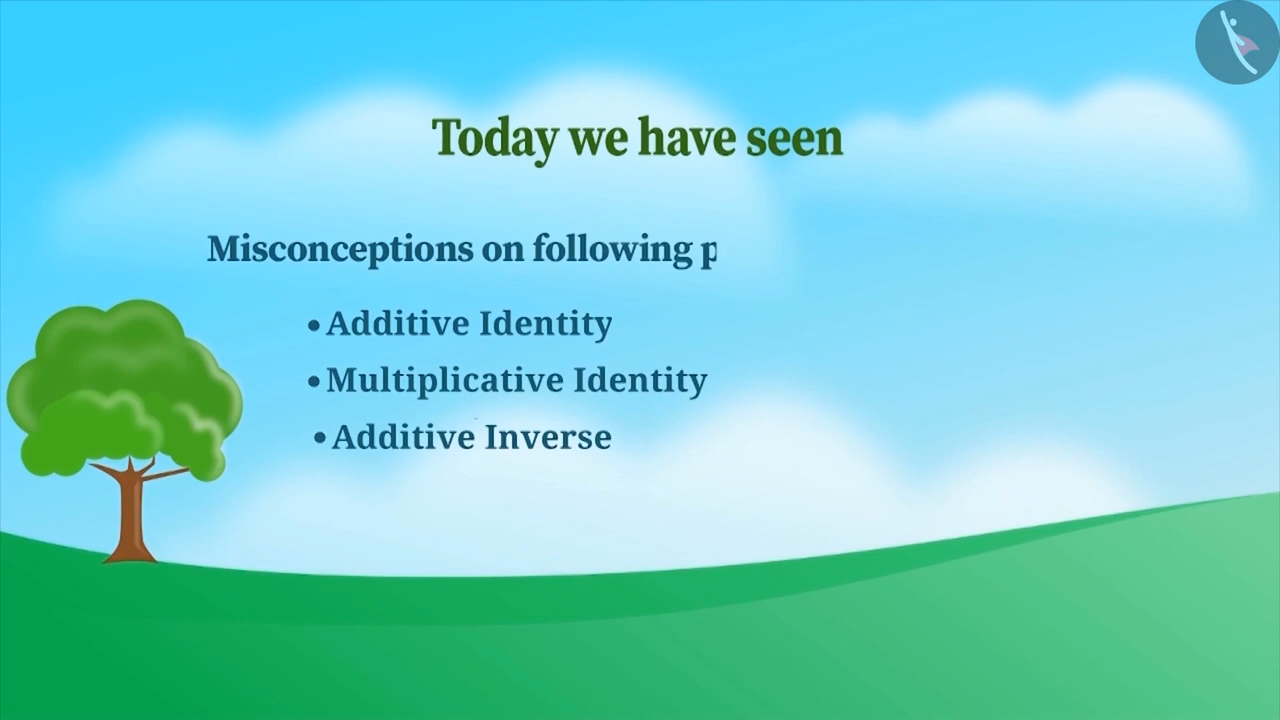 Today we have seen
Misconceptions on following
• Additive Identity
• Multiplicative Identity
• Additive Inverse